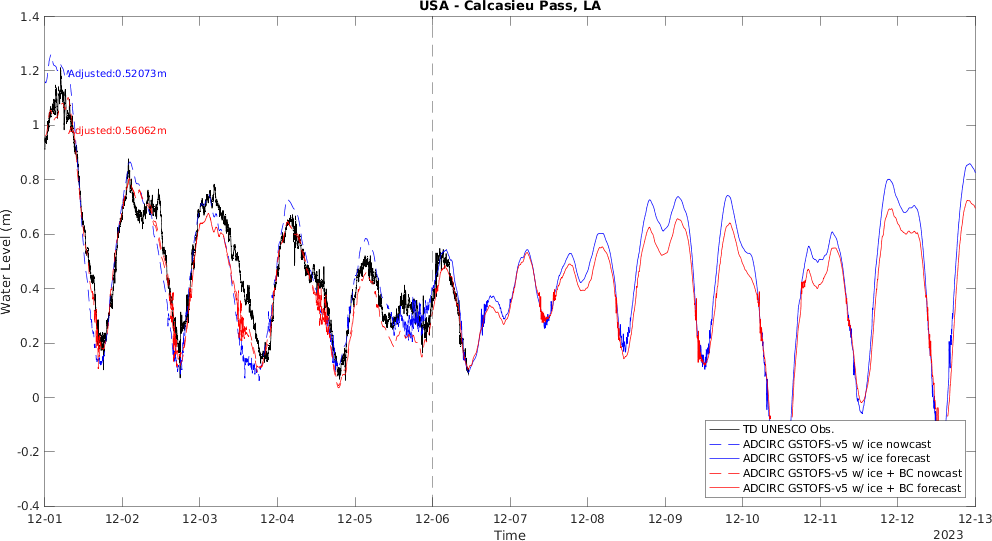 USA - Calcasieu Pass, LA
1.4
1.2
1
0.8
0.6
0.4
0.2
0
-0.2
-0.4
Water Level (m)
Adjusted:0.52073m
Adjusted:0.56062m
TD UNESCO Obs.
ADCIRC GSTOFS-v5 w/ ice nowcast
ADCIRC GSTOFS-v5 w/ ice forecast
ADCIRC GSTOFS-v5 w/ ice + BC nowcast
ADCIRC GSTOFS-v5 w/ ice + BC forecast
12-01 12-02 12-03 12-04 12-05 12-06 12-07 12-08 12-09 12-10 12-11 12-12 12-13
Time
2023